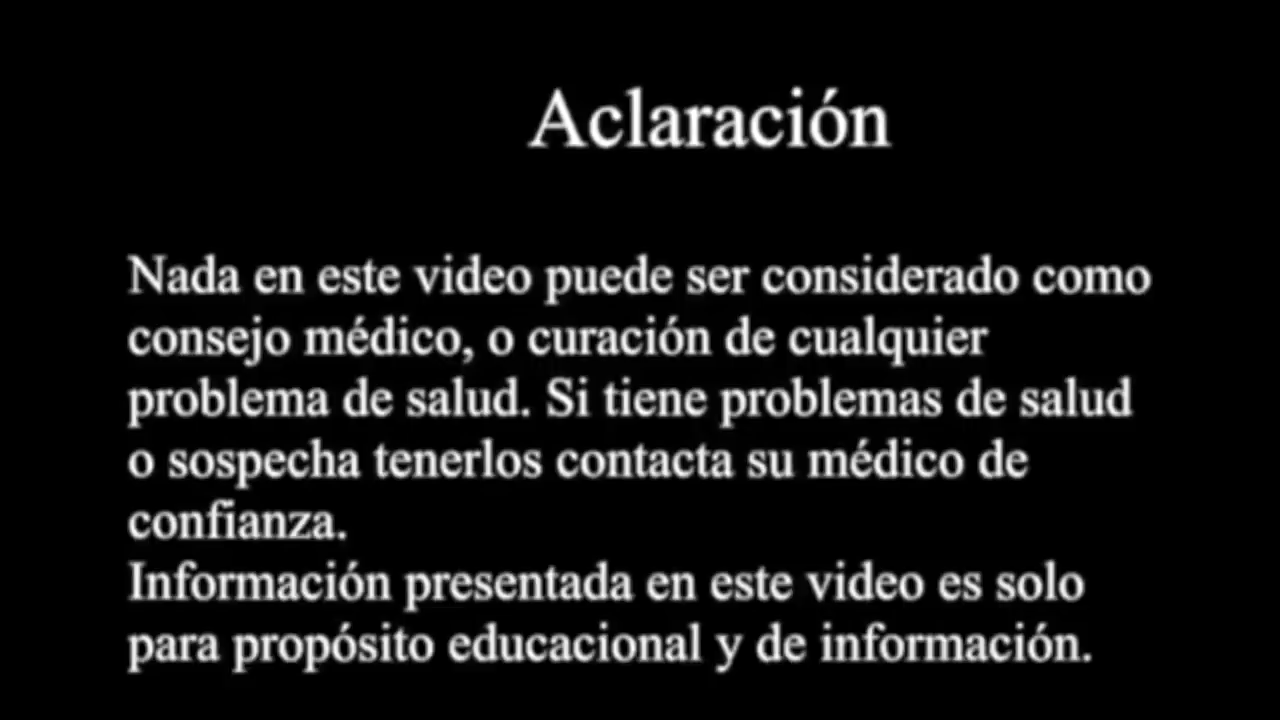 Aclaración
Nada en este video puede ser considerado como
consejo médico, o curación de cualquier
problema de salud. Si tiene problemas de salud
o sospecha tenerlos contacta su médico de
confianza.
Información presentada en este video es solo
para propósito educacional y de información.